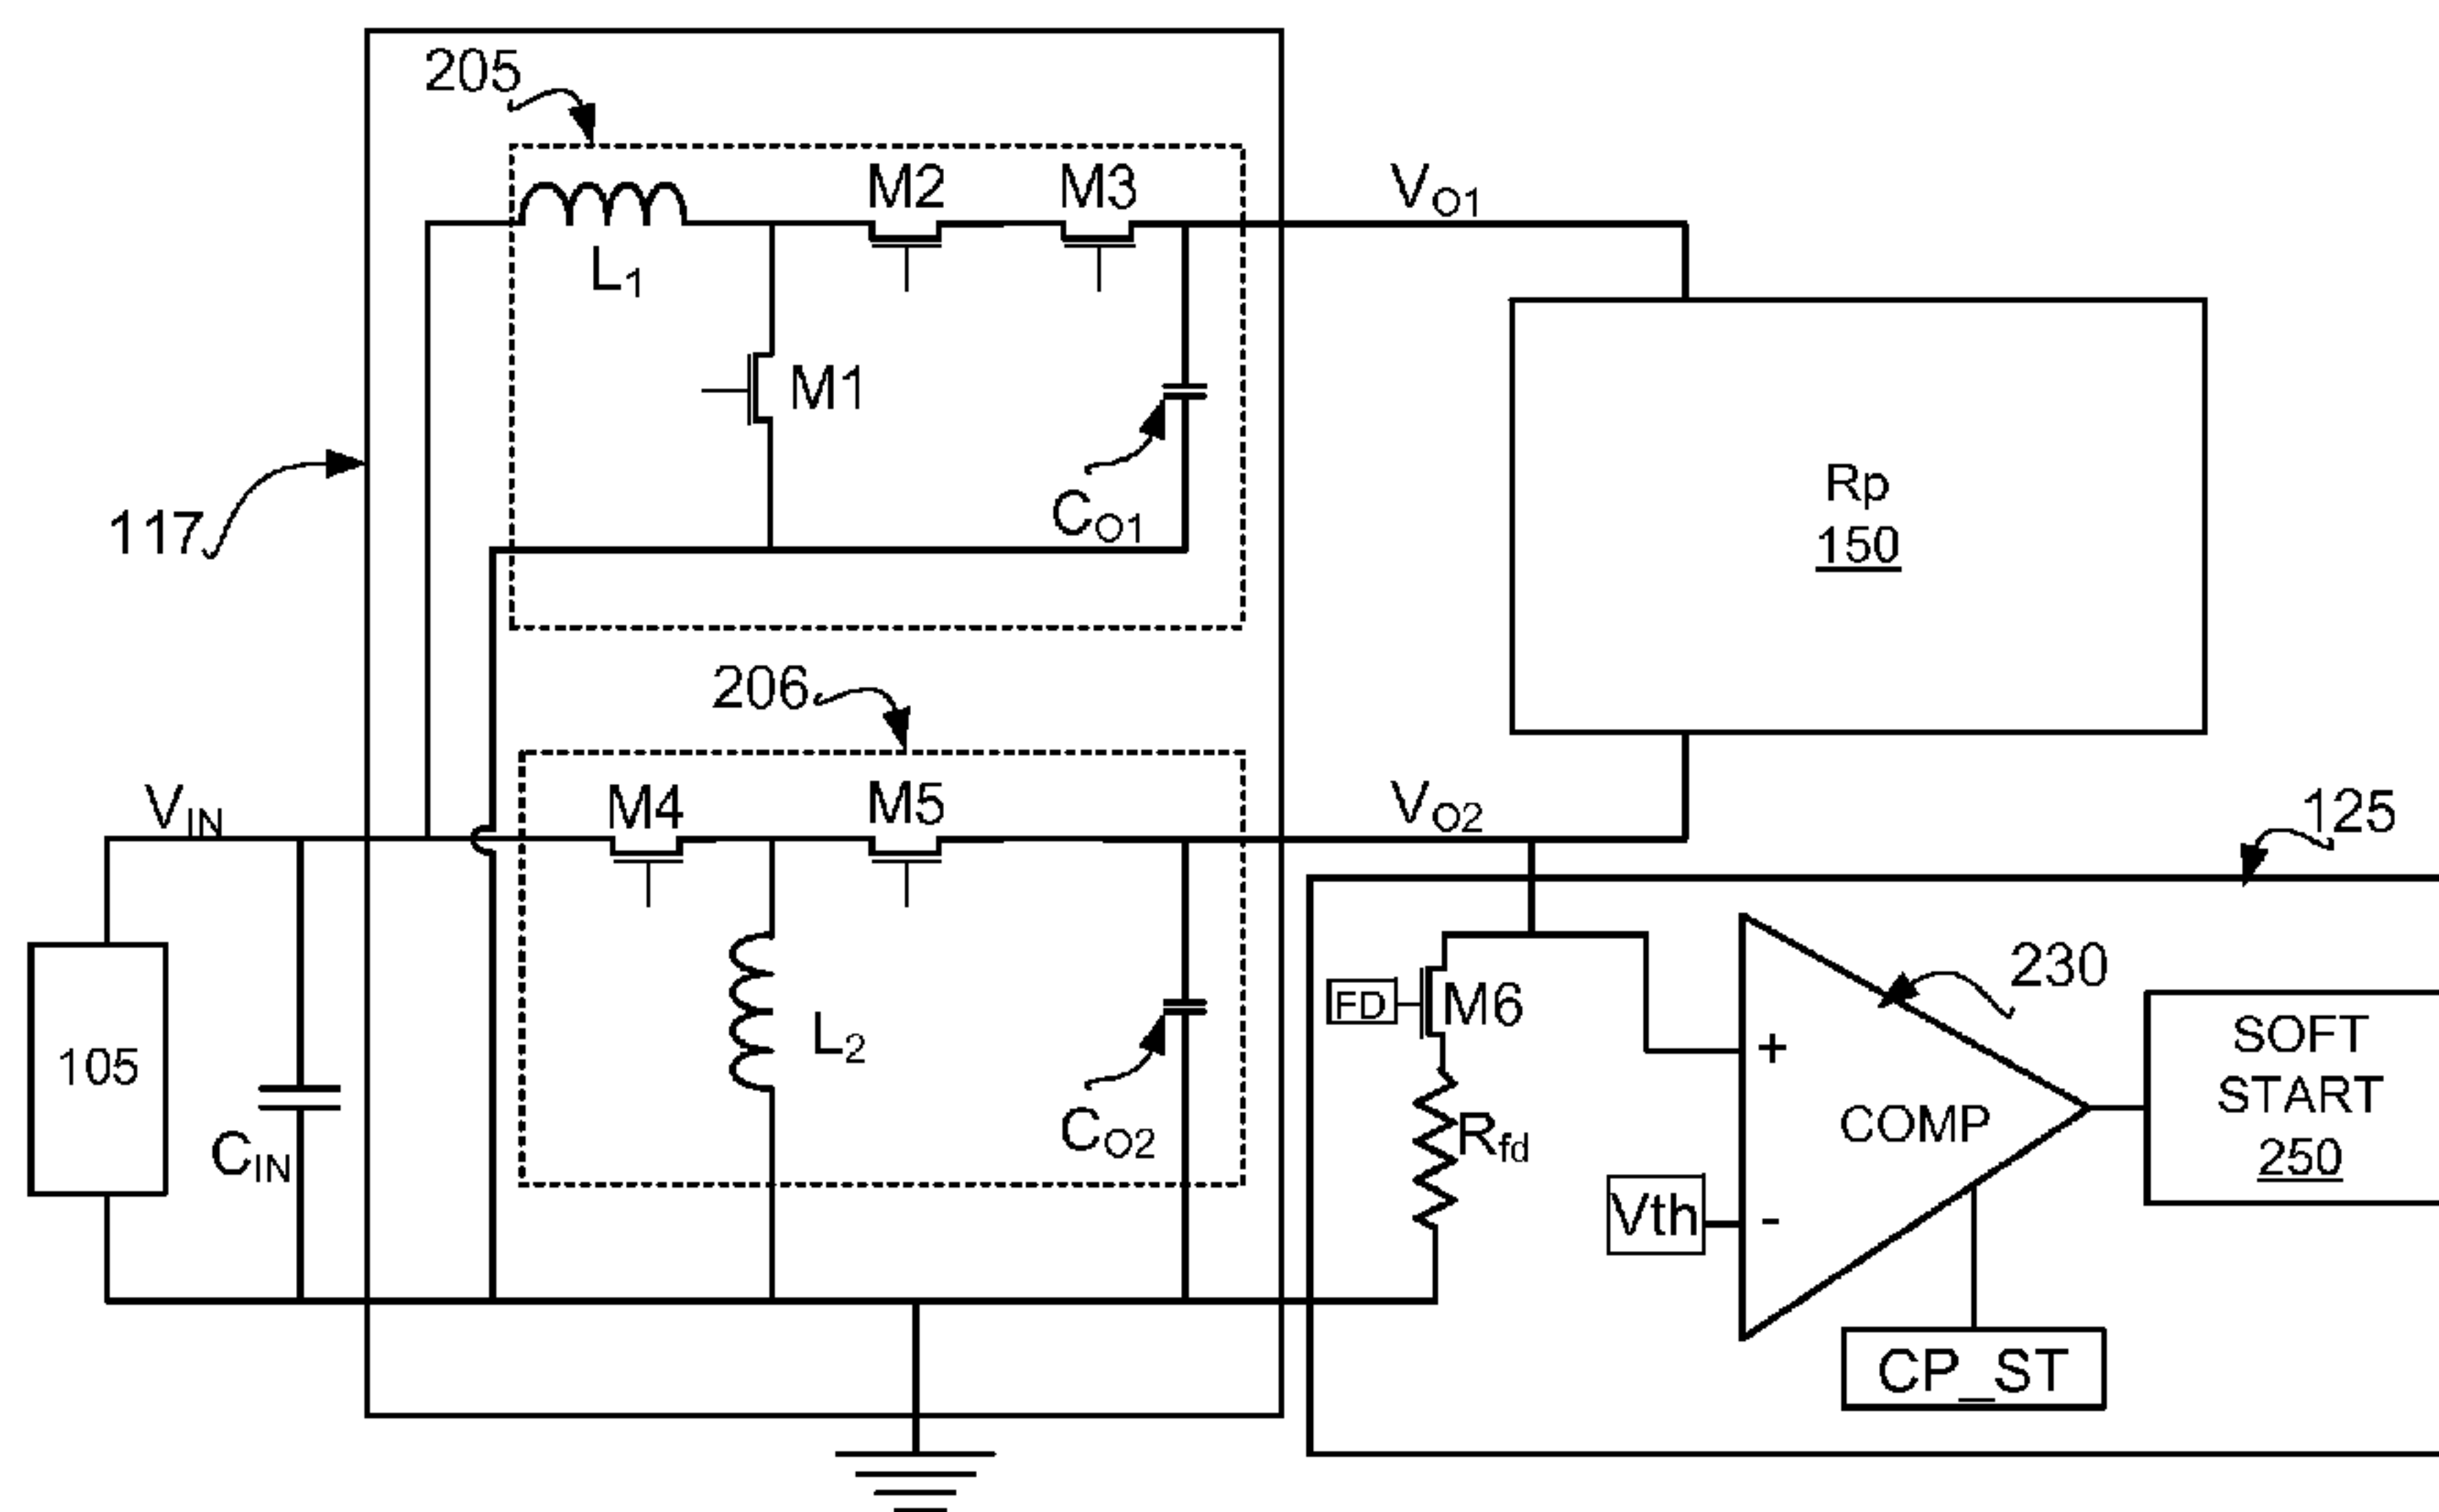 205
M2
M3
VO1
L1
M1
CO1
117
Rp
150
206
VIN
M4
M5
VO2
125
105
CIN
L2
CO2
FD
M6
Rfd
230
+
COMP
Vth
-
SOFT
START
250
CP_ST